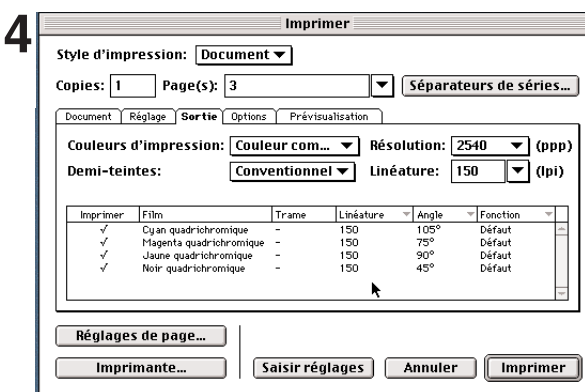 4
Imprimer
Style d'impression: Document
Copies: 1 Page(s): 3 Séparateurs de séries...
Document Réglage Sortie Options Prévisualisation
Couleurs d'impression: Couleur com... Résolution: 2540 (ppp)
Demi-teintes: Conventionnel Linéature: 150 (lpi)
Imprimer Film Trame Linéature Angle Fonction
√ Cyan quadrichromique - 150 105° Défaut
√ Magenta quadrichromique - 150 75° Défaut
√ Jaune quadrichromique - 150 90° Défaut
√ Noir quadrichromique - 150 45° Défaut
Réglages de page...
Imprimante... Saisir réglages Annuler Imprimer